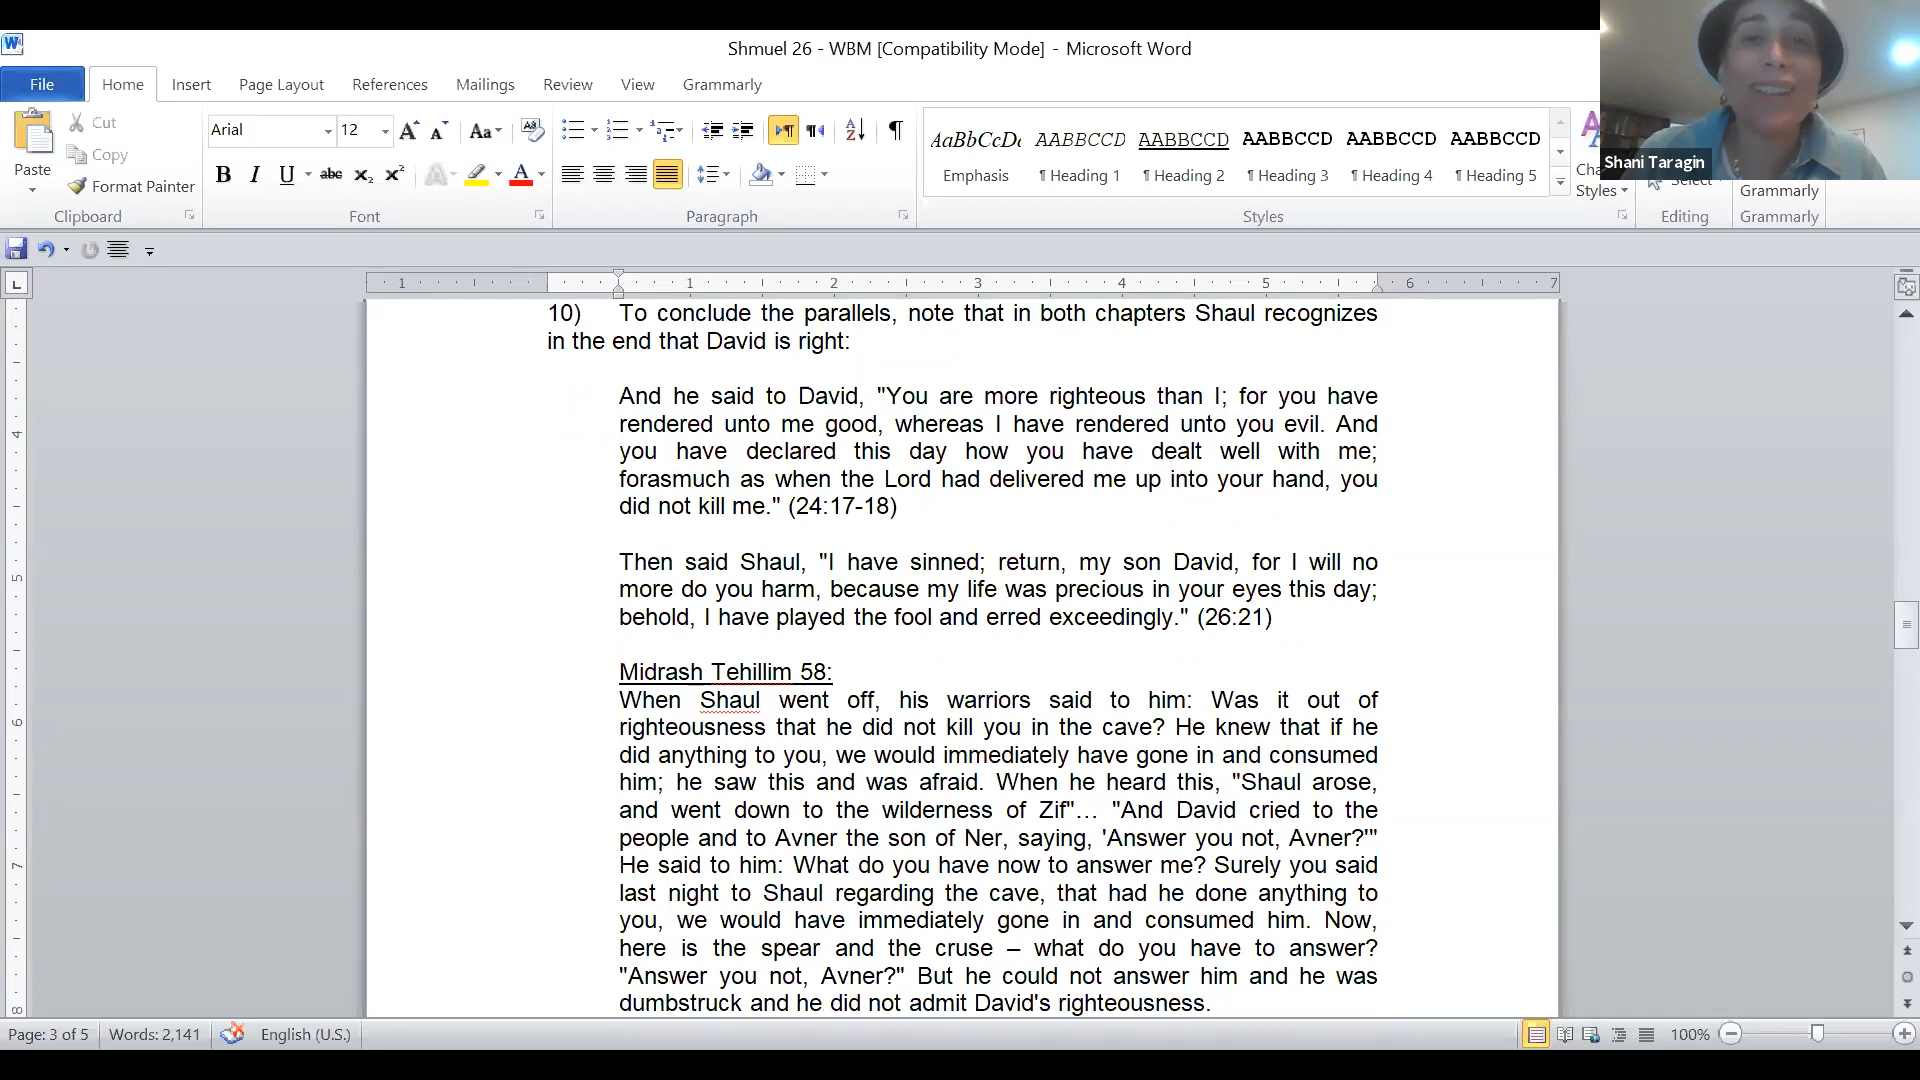 Shmuel 26 - WBM [Compatibility Mode] - Microsoft Word
File Home Insert Page Layout References Mailings Review View Grammarly
Paste
Cut
Copy
Format Painter
Clipboard
Arial 12
Font
Paragraph
AaBbCcDc AABBCCD AABBCCD AABBCCD AABBCCD AABBCCD
Emphasis ¶ Heading 1 ¶ Heading 2 ¶ Heading 3 ¶ Heading 4 ¶ Heading 5
Styles
Styles
Shani Taragin
Select
Editing
Grammarly
Grammarly
1 1 2 3 4 5 6 7
10) To conclude the parallels, note that in both chapters Shaul recognizes
in the end that David is right:
And he said to David, "You are more righteous than I; for you have
rendered unto me good, whereas I have rendered unto you evil. And
you have declared this day how you have dealt well with me;
forasmuch as when the Lord had delivered me up into your hand, you
did not kill me." (24:17-18)
Then said Shaul, "I have sinned; return, my son David, for I will no
more do you harm, because my life was precious in your eyes this day;
behold, I have played the fool and erred exceedingly." (26:21)
Midrash Tehillim 58:
When Shaul went off, his warriors said to him: Was it out of
righteousness that he did not kill you in the cave? He knew that if he
did anything to you, we would immediately have gone in and consumed
him; he saw this and was afraid. When he heard this, "Shaul arose,
and went down to the wilderness of Zif"… "And David cried to the
people and to Avner the son of Ner, saying, 'Answer you not, Avner?'"
He said to him: What do you have now to answer me? Surely you said
last night to Shaul regarding the cave, that had he done anything to
you, we would have immediately gone in and consumed him. Now,
here is the spear and the cruse – what do you have to answer?
"Answer you not, Avner?" But he could not answer him and he was
dumbstruck and he did not admit David's righteousness.
4
5
6
7
8
Page: 3 of 5 Words: 2,141 English (U.S.) 100%